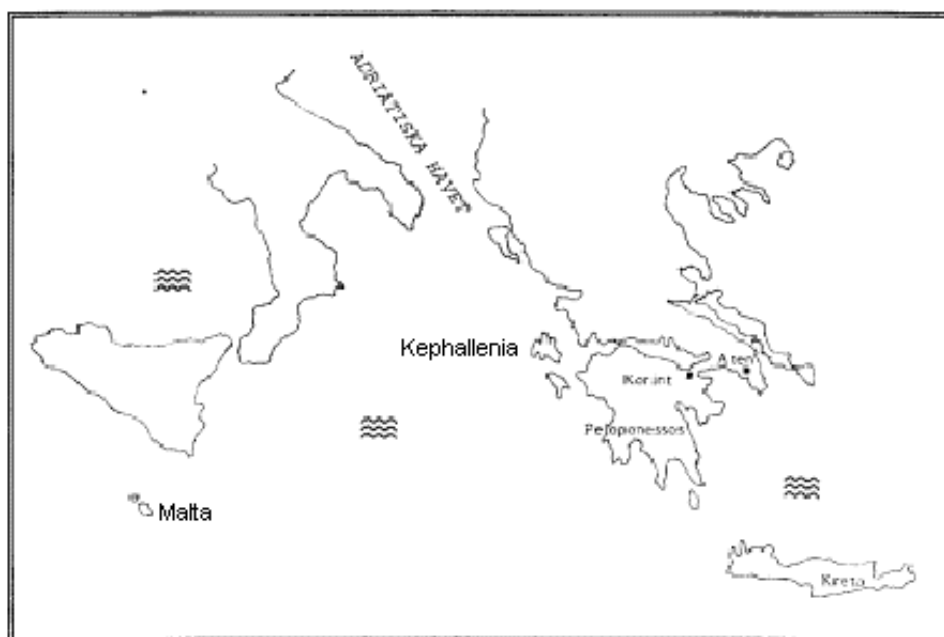 ADRIATISKA HAVET
Kephallenia
Aten
Korint
Peloponessos
Malta
Kreta